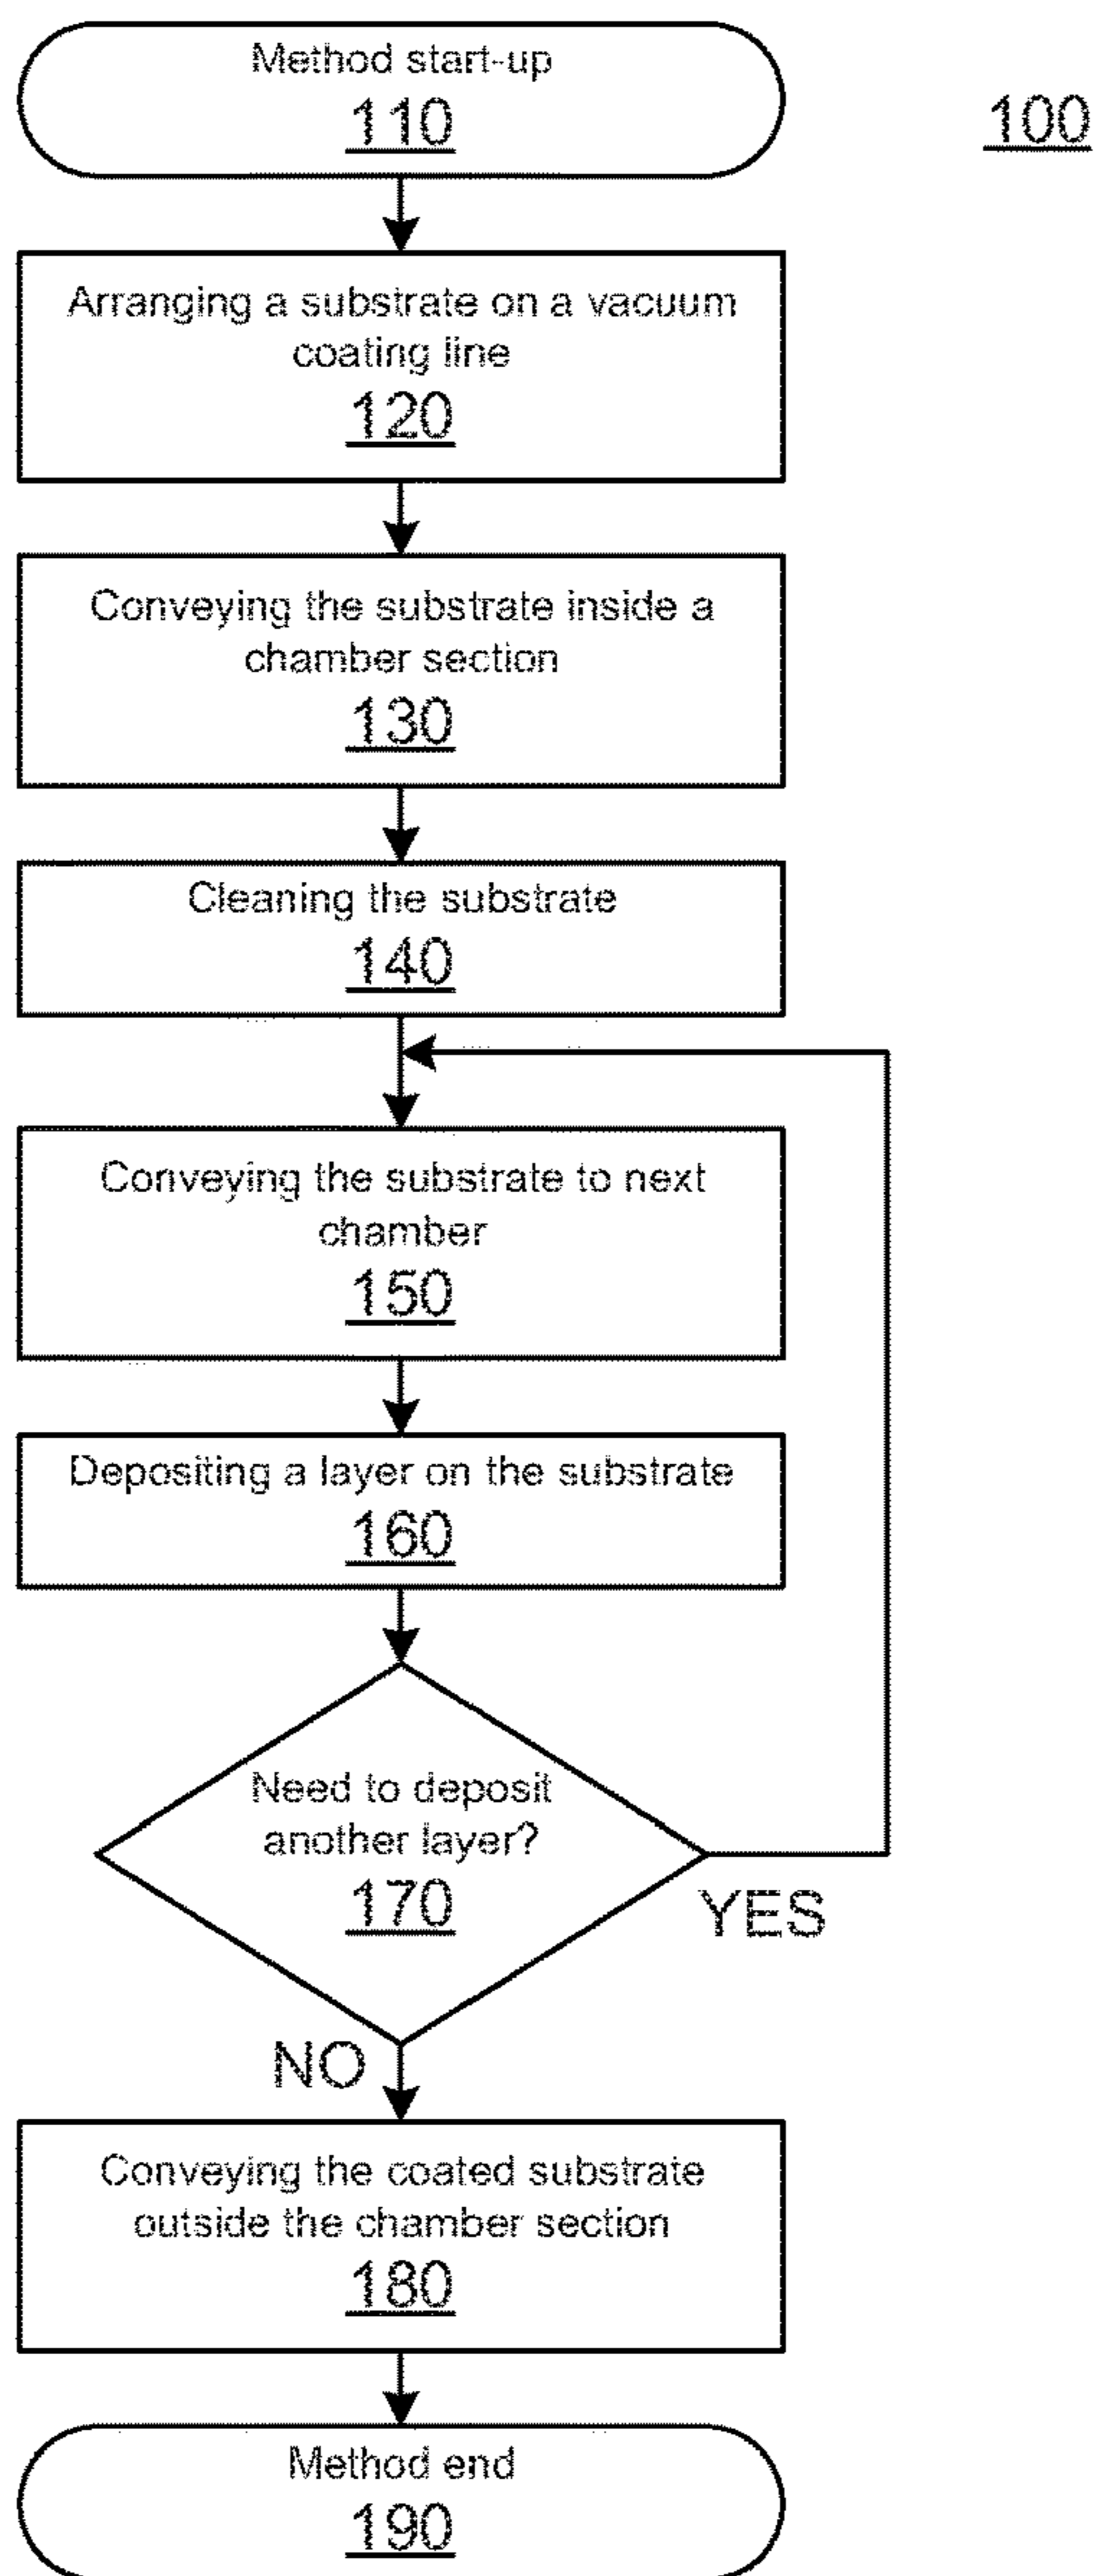 Method start-up
110
100
Arranging a substrate on a vacuum
coating line
120
Conveying the substrate inside a
chamber section
130
Cleaning the substrate
140
Conveying the substrate to next
chamber
150
Depositing a layer on the substrate
160
Need to deposit
another layer?
170
YES
NO
Conveying the coated substrate
outside the chamber section
180
Method end
190